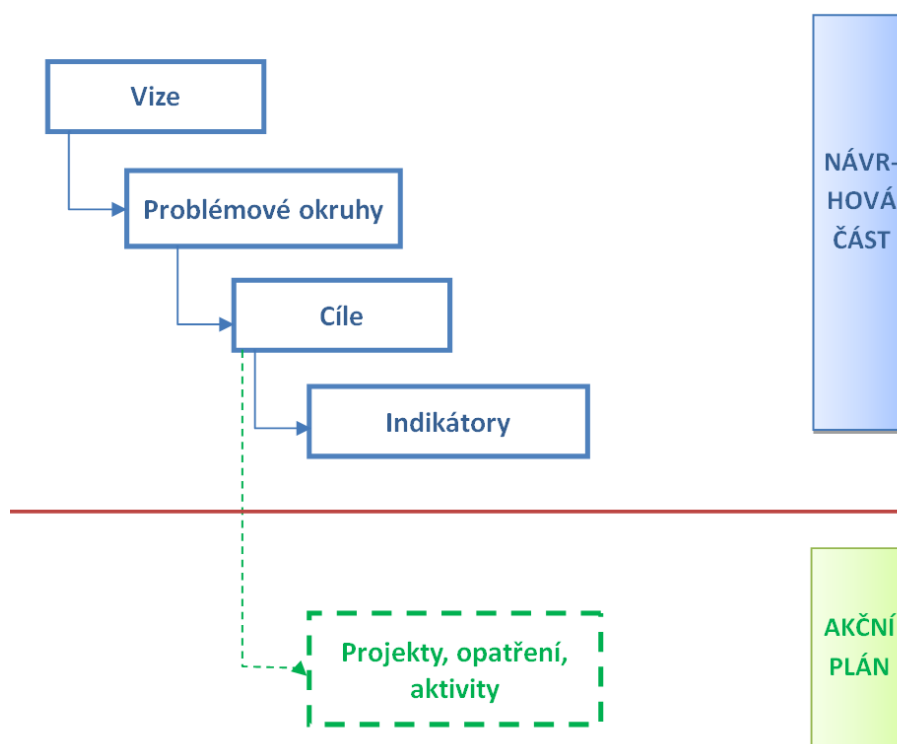 Vize
Problémové okruhy
Cíle
Indikátory
NÁVR-
HOVÁ
ČÁST
Projekty, opatření,
aktivity
AKČNÍ
PLÁN